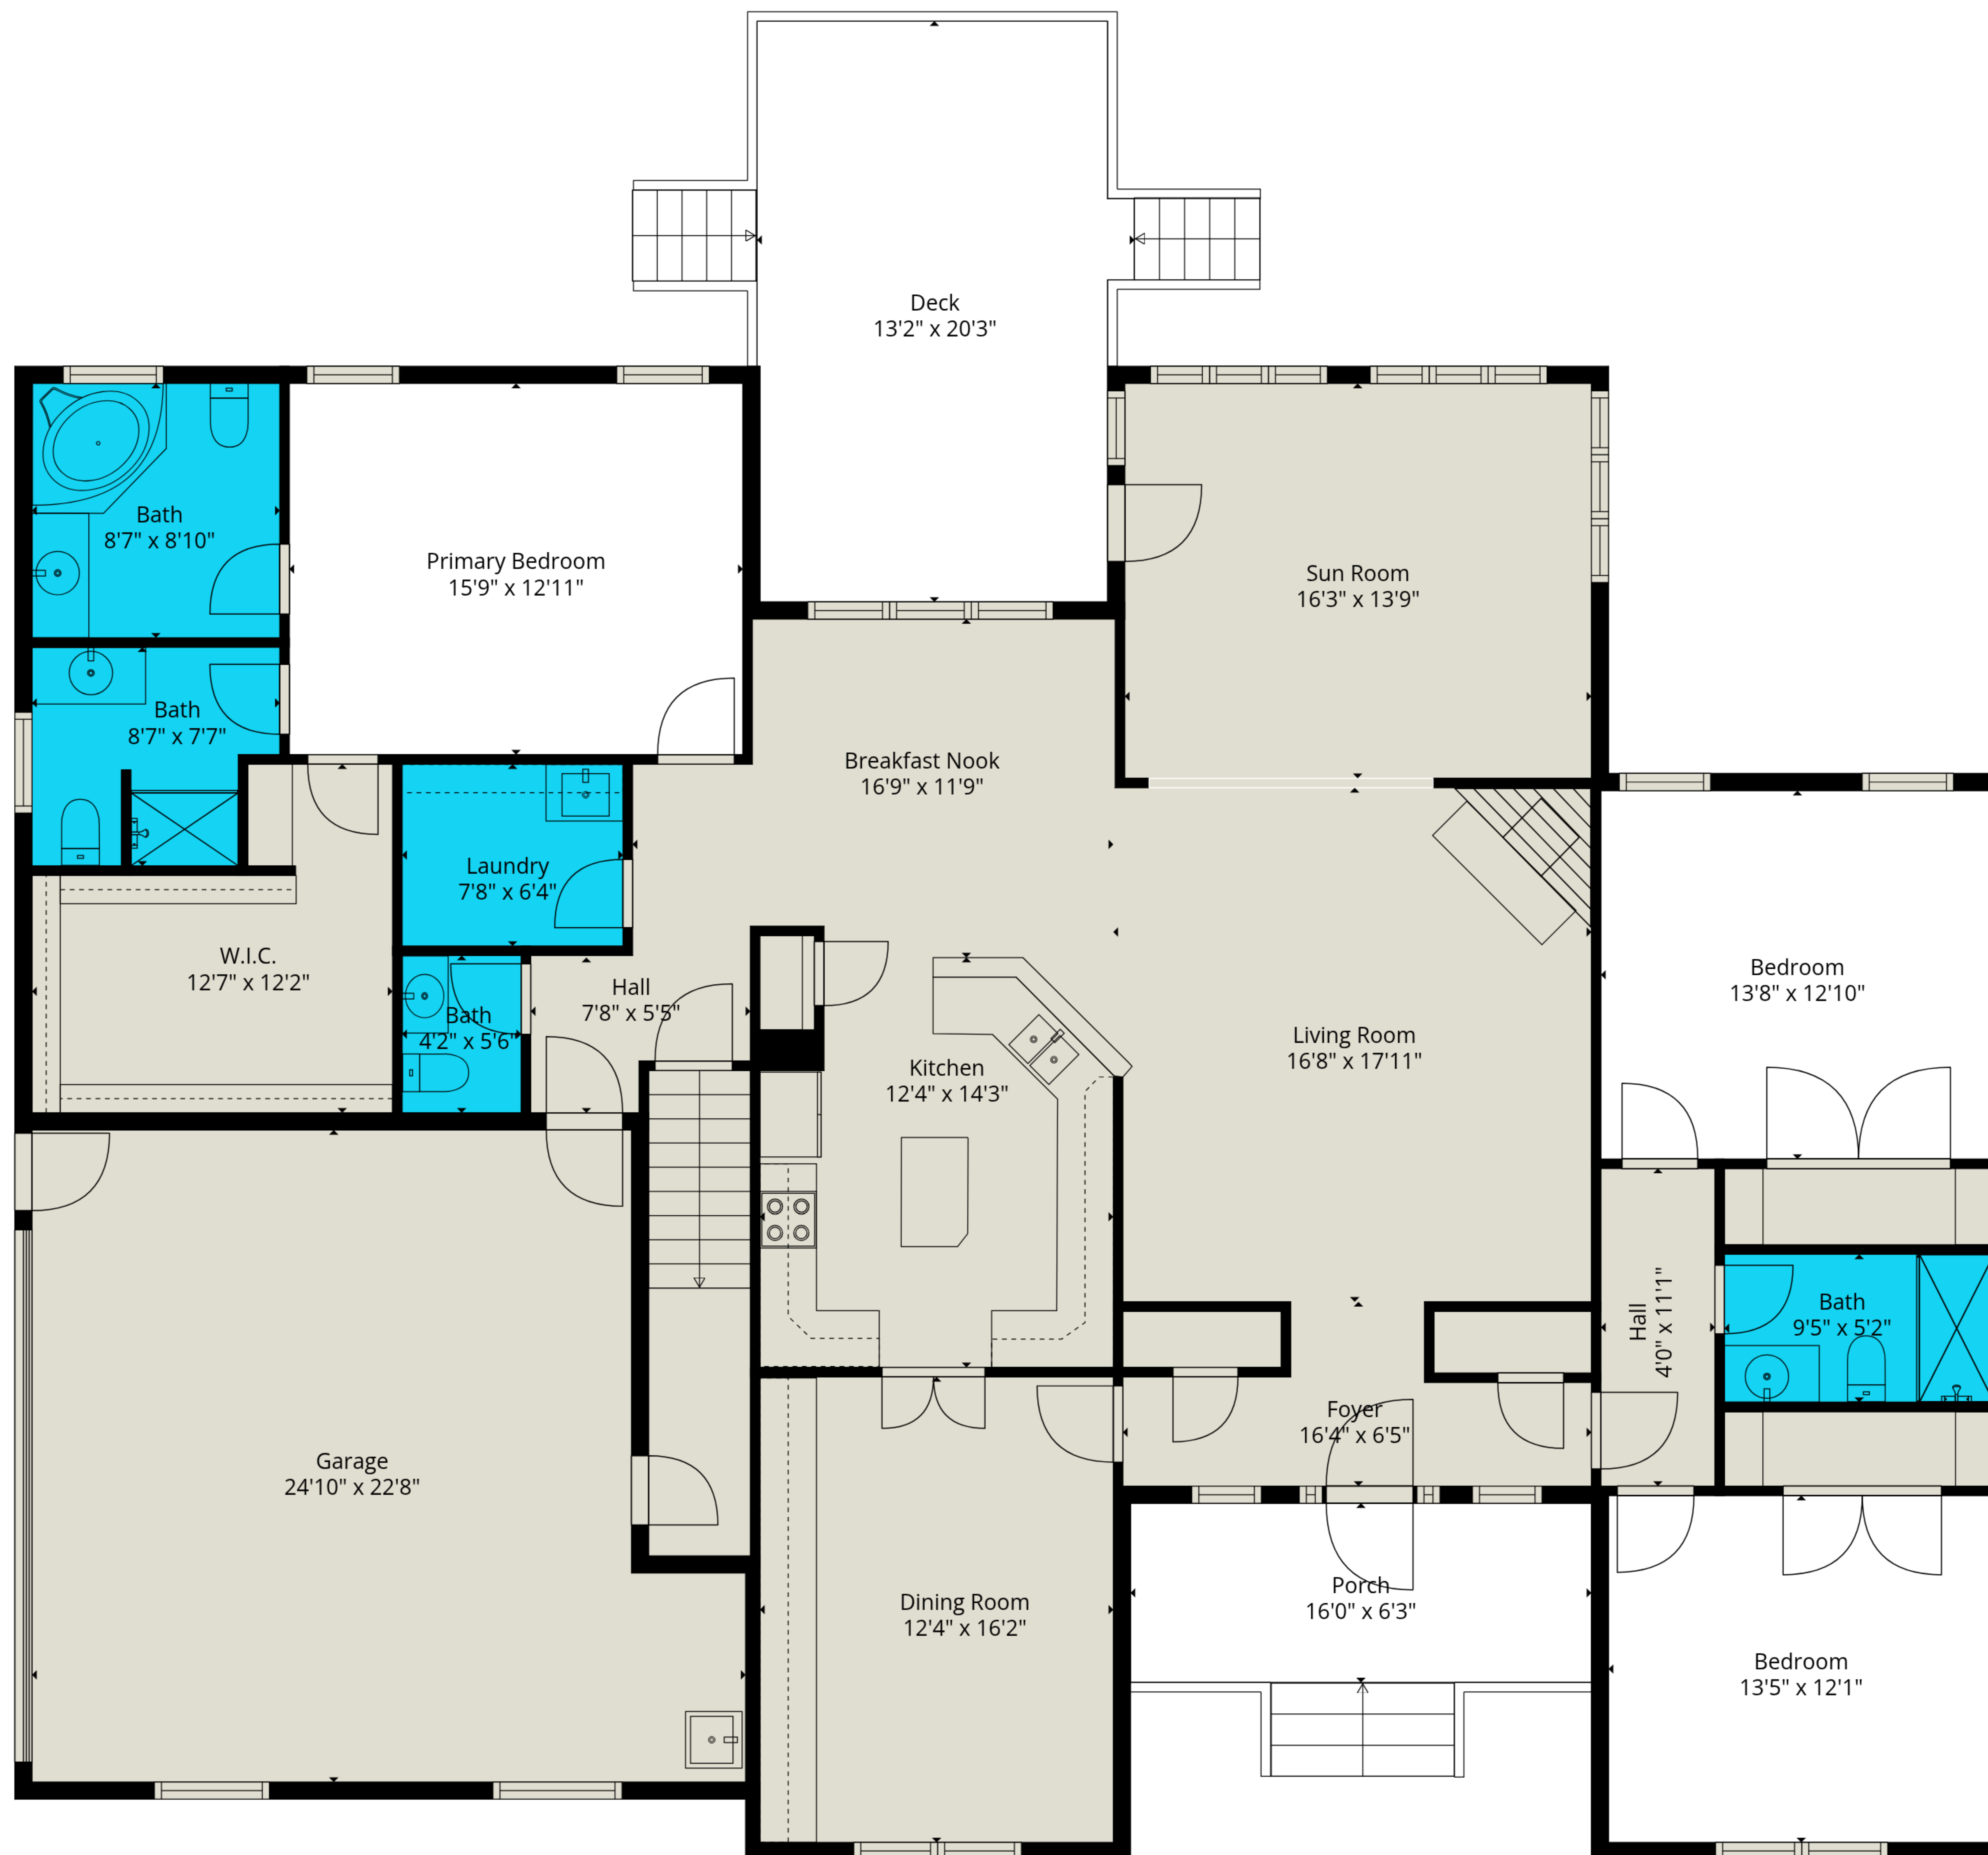 Deck
13'2" x 20'3"
Bath
8'7" x 8'10"
Primary Bedroom
15'9" x 12'11"
Sun Room
16'3" x 13'9"
Bath
8'7" x 7'7"
Breakfast Nook
16'9" x 11'9"
Laundry
7'8" x 6'4"
W.I.C.
12'7" x 12'2"
Hall
7'8" x 5'5"
Bath
4'2" x 5'6"
Kitchen
12'4" x 14'3"
Living Room
16'8" x 17'11"
Bedroom
13'8" x 12'10"
Hall
4'0" x 11'1"
Bath
9'5" x 5'2"
Foyer
16'4" x 6'5"
Garage
24'10" x 22'8"
Dining Room
12'4" x 16'2"
Porch
16'0" x 6'3"
Bedroom
13'5" x 12'1"